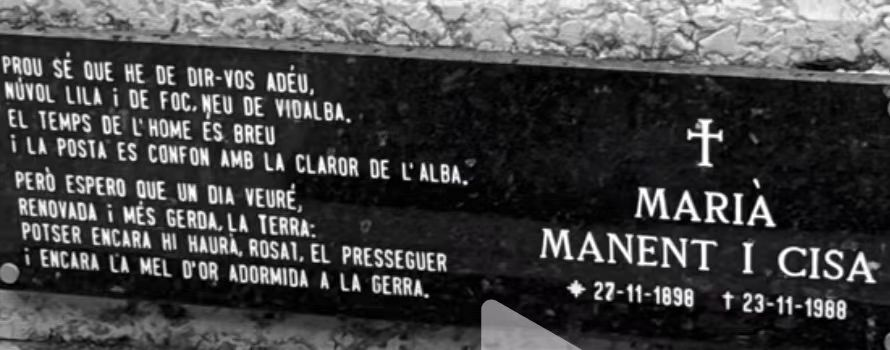 PROU SÉ QUE HE DE DIR-VOS ADÉU,
NÚVOL LILA i DE FOC, NEU DE VIDALBA.
EL TEMPS DE L'HOME ÉS BREU
i LA POSTA ES CONFON AMB LA CLAROR DE L'ALBA.
PERÒ ESPERO QUE UN DIA VEURÉ,
RENOVADA i MÉS GERDA, LA TERRA:
POTSER ENCARA HI HAURÀ, ROSAT, EL PRESSEGUER
i ENCARA LA MEL D'OR ADORMIDA A LA GERRA.
MARIÀ
MANENT I CISA
27-11-1898 † 23-11-1988